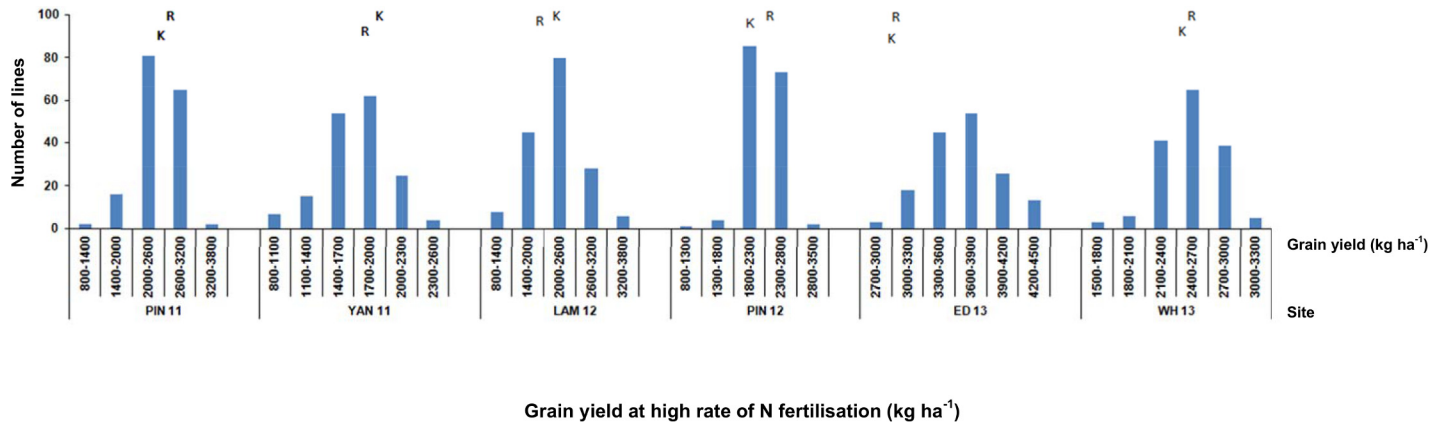 100
80
60
40
20
0
Number of lines
R
K
K
R
R
K
K
R
R
K
R
K
800-1400
1400-2000
2000-2600
2600-3200
3200-3800
800-1100
1100-1400
1400-1700
1700-2000
2000-2300
2300-2600
800-1400
1400-2000
2000-2600
2600-3200
3200-3800
800-1300
1300-1800
1800-2300
2300-2800
2800-3500
2700-3000
3000-3300
3300-3600
3600-3900
3900-4200
4200-4500
1500-1800
1800-2100
2100-2400
2400-2700
2700-3000
3000-3300
Grain yield (kg ha⁻¹)
PIN 11
YAN 11
LAM 12
PIN 12
ED 13
WH 13
Site
Grain yield at high rate of N fertilisation (kg ha⁻¹)